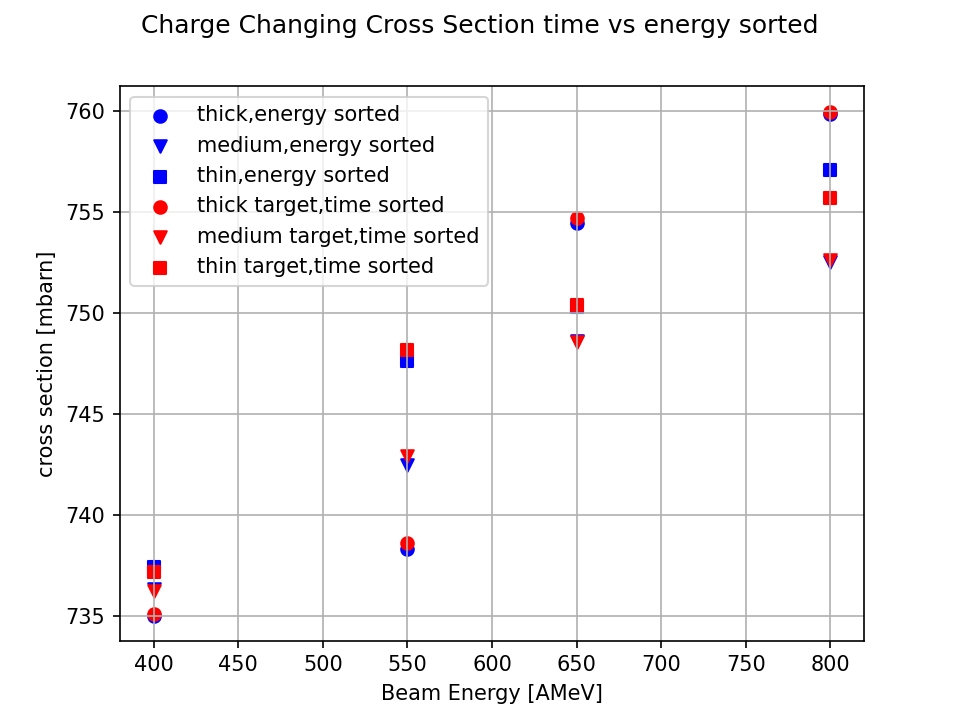 Charge Changing Cross Section time vs energy sorted
760
755
750
745
740
735
cross section [mbarn]
thick,energy sorted
medium,energy sorted
thin,energy sorted
thick target,time sorted
medium target,time sorted
thin target,time sorted
400 450 500 550 600 650 700 750 800
Beam Energy [AMeV]